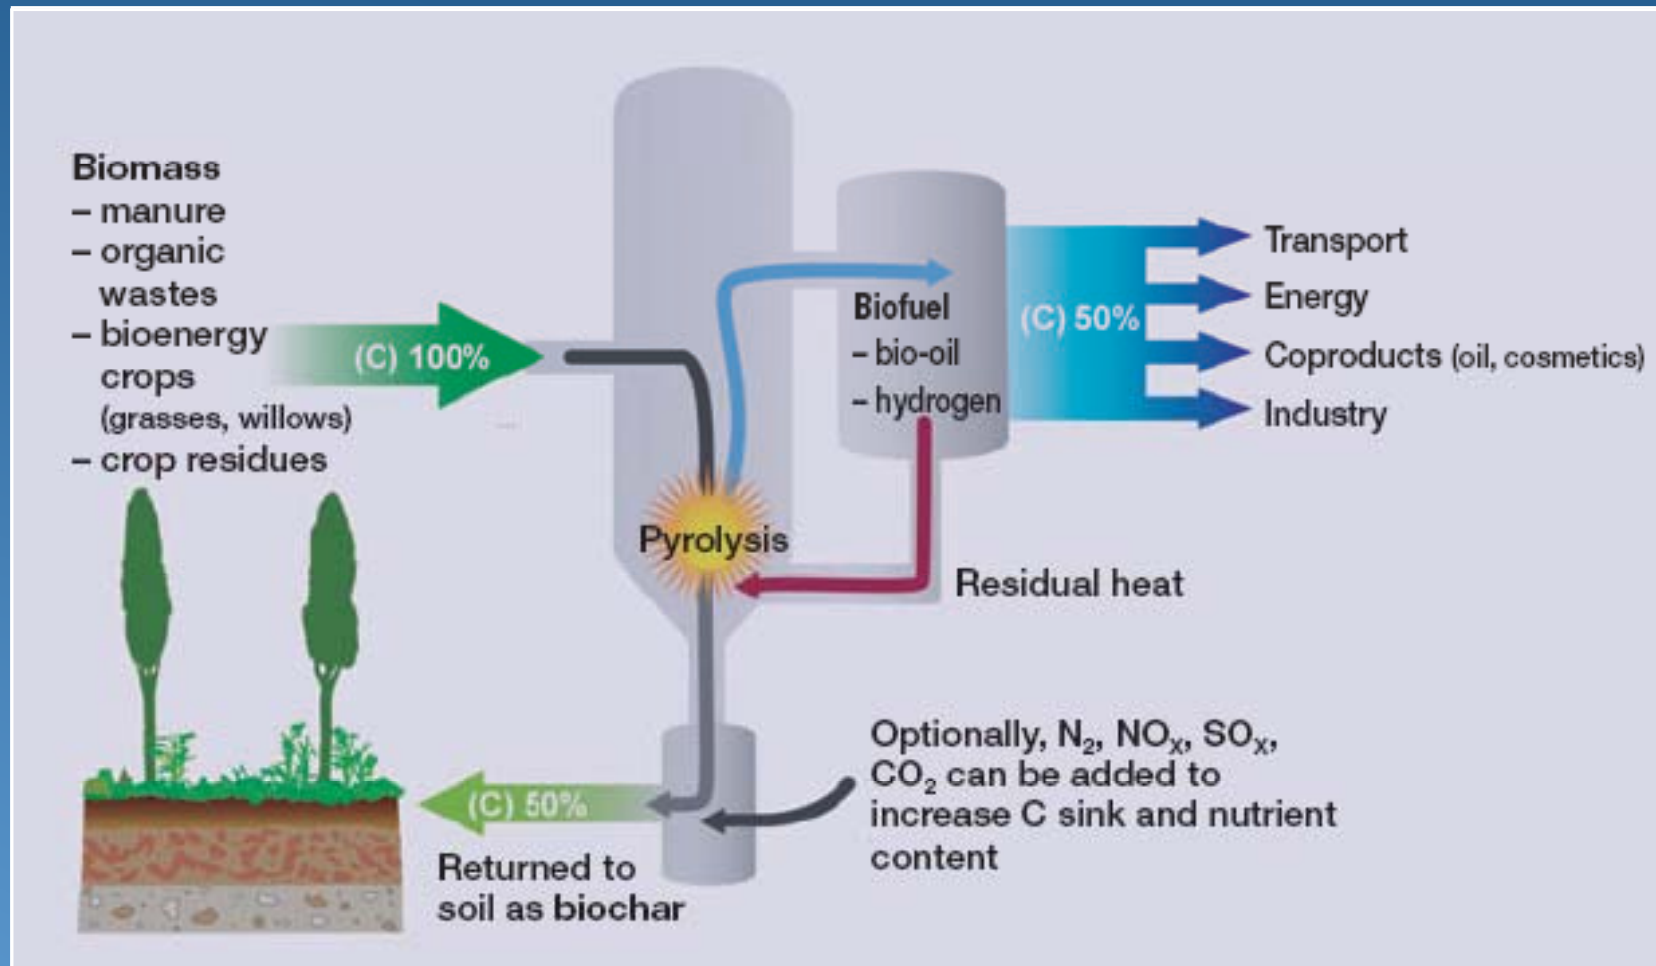 Biomass
– manure
– organic
wastes
– bioenergy
crops
(grasses, willows)
– crop residues
(C) 100%
Pyrolysis
Biofuel
– bio-oil
– hydrogen
(C) 50%
Transport
Energy
Coproducts (oil, cosmetics)
Industry
Residual heat
Optionally, N₂, NOₓ, SOₓ,
CO₂ can be added to
increase C sink and nutrient
content
(C) 50%
Returned to
soil as biochar